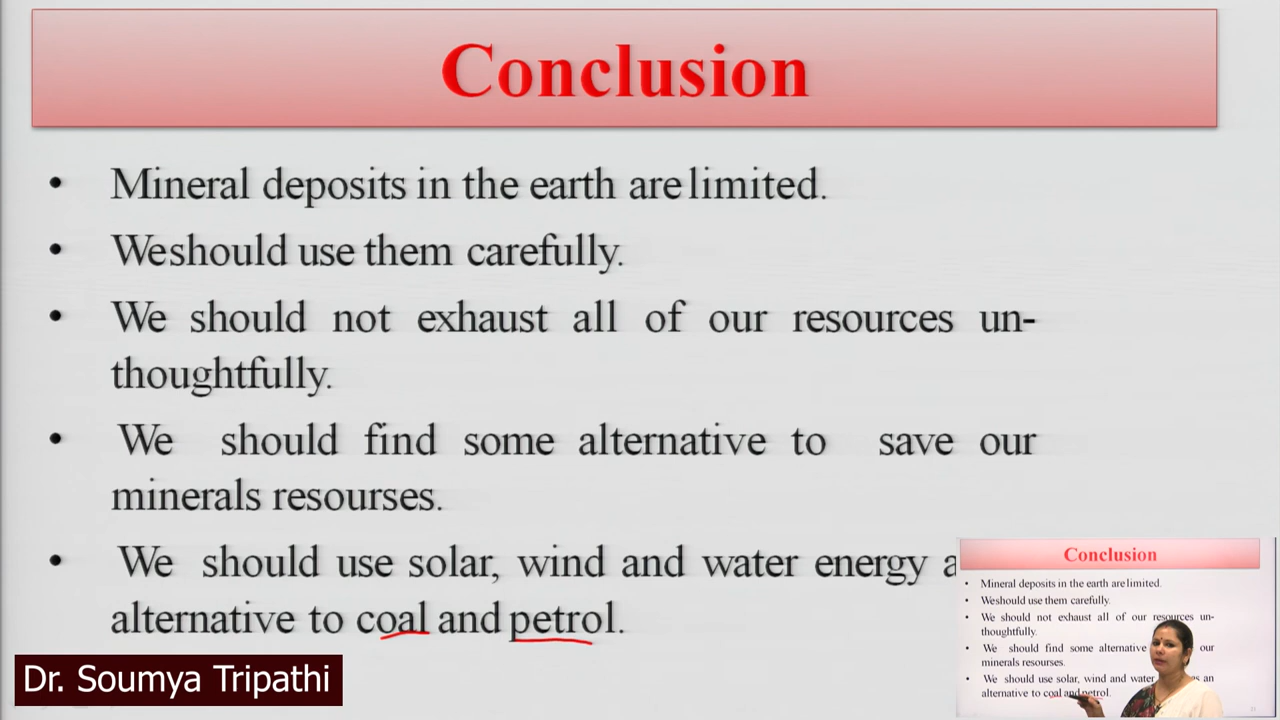 Conclusion
• Mineral deposits in the earth are limited.
• Weshould use them carefully.
• We should not exhaust all of our resources un-
thoughtfully.
• We should find some alternative to save our
minerals resourses.
• We should use solar, wind and water energy a
alternative to coal and petrol.
Dr. Soumya Tripathi
Conclusion
• Mineral deposits in the earth are limited.
• Weshould use them carefully.
• We should not exhaust all of our resources un-
thoughtfully.
• We should find some alternative our
minerals resourses.
• We should use solar, wind and water as an
alternative to coal and petrol.